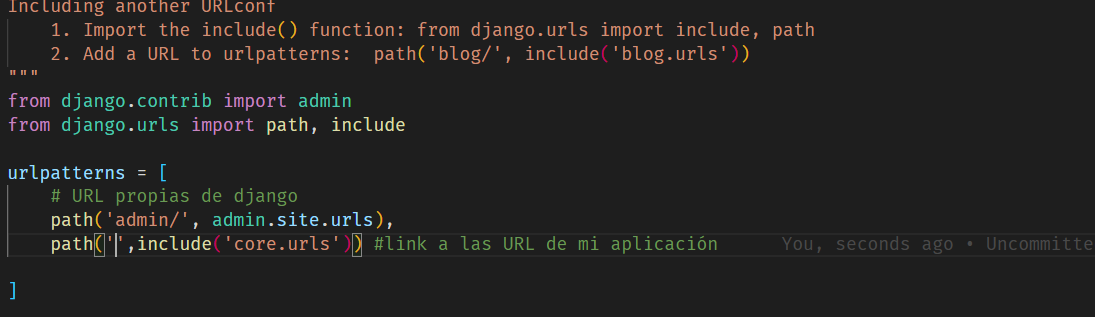 Including another URLconf
    1. Import the include() function: from django.urls import include, path
    2. Add a URL to urlpatterns:  path('blog/', include('blog.urls'))
"""
from django.contrib import admin
from django.urls import path, include
urlpatterns = [
    # URL propias de django
    path('admin/', admin.site.urls),
    path('',include('core.urls')) #link a las URL de mi aplicación You, seconds ago • Uncommitte
]